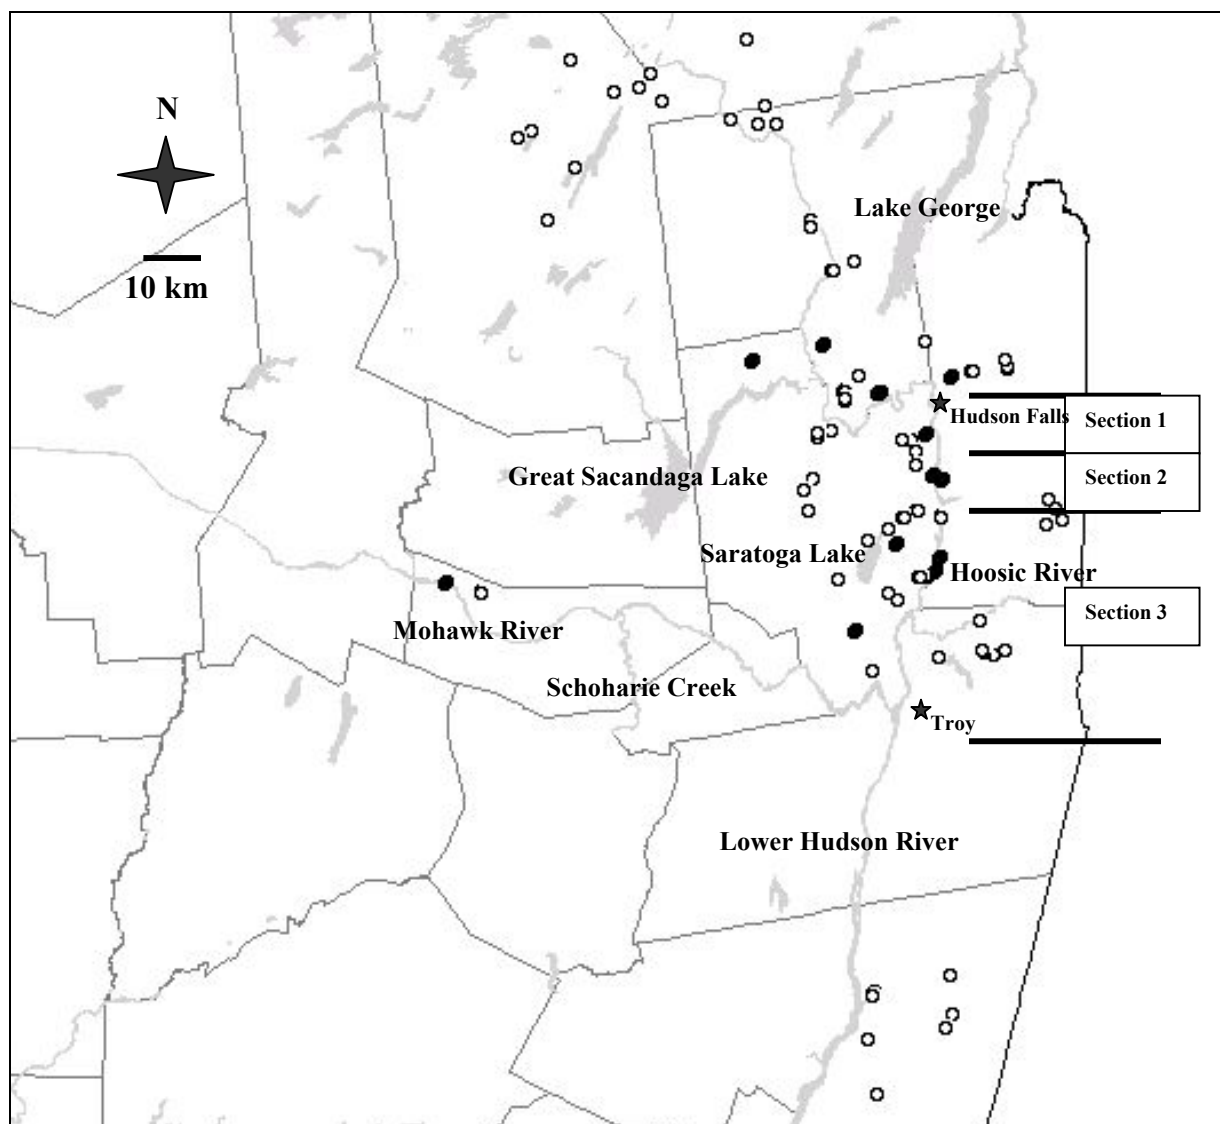 N
10 km
Lake George
Hudson Falls
Section 1
Great Sacandaga Lake
Section 2
Saratoga Lake
Hoosic River
Mohawk River
Section 3
Schoharie Creek
Troy
Lower Hudson River